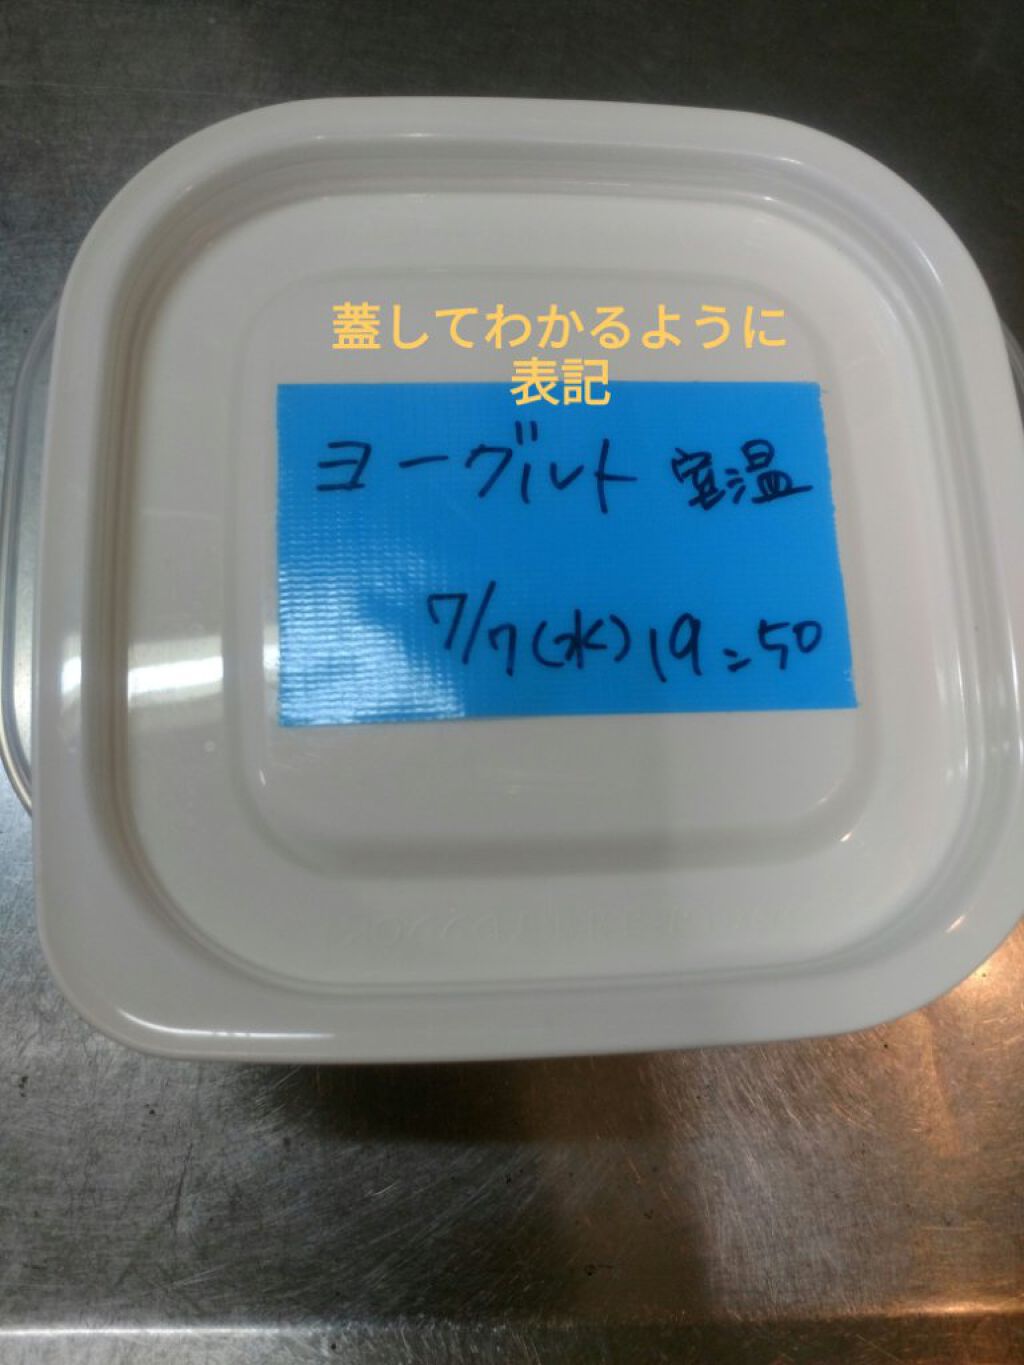 蓋してわかるように
表記
ヨーグルト 室温
7/7(水)19:50